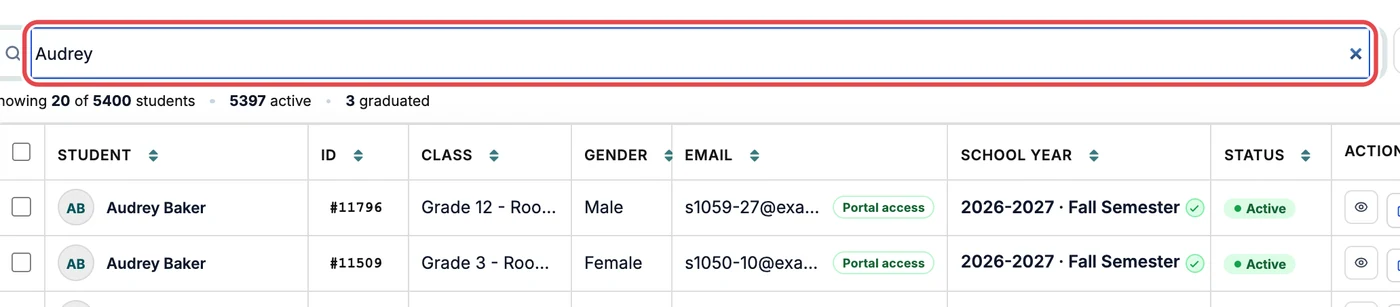 Audrey
howing 20 of 5400 students • 5397 active • 3 graduated
STUDENT ID CLASS GENDER EMAIL SCHOOL YEAR STATUS ACTION
AB Audrey Baker #11796 Grade 12 - Roo... Male s1059-27@exa... Portal access 2026-2027 · Fall Semester Active
AB Audrey Baker #11509 Grade 3 - Roo... Female s1050-10@exa... Portal access 2026-2027 · Fall Semester Active